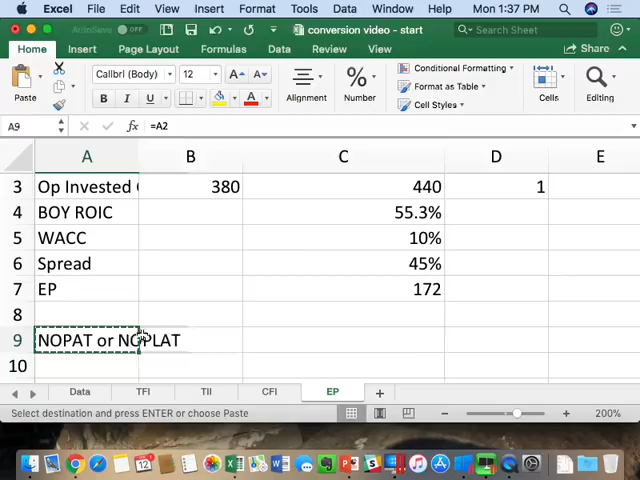 Excel File Edit View Insert Format Tools Data Window Mon 1:37 PM
AutoSave OFF conversion video - start Search Sheet
Home Insert Page Layout Formulas Data Review View Share
Calibri (Body) 12 A A Conditional Formatting
Format as Table
Paste B I U A Alignment Number Cell Styles Cells Editing
A9 fx =A2
A B C D E
3 Op Invested 380 440 1
4 BOY ROIC 55.3%
5 WACC 10%
6 Spread 45%
7 EP 172
8
9 NOPAT or NOPLAT
10
Data TFI TII CFI EP
Select destination and press ENTER or choose Paste 200%